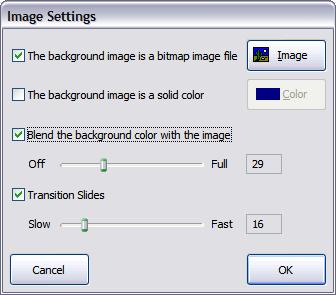 Image Settings
The background image is a bitmap image file
Image
The background image is a solid color
Color
Blend the background color with the image
Off Full 29
Transition Slides
Slow Fast 16
Cancel OK